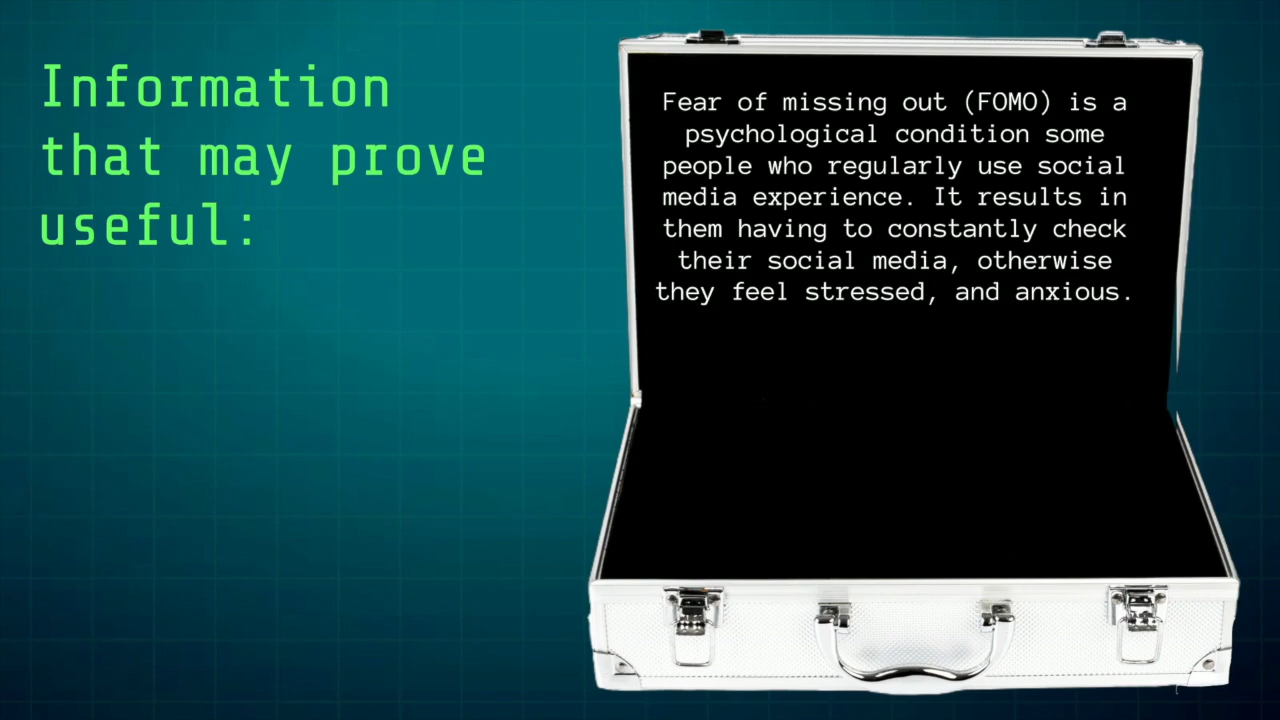 Information
that may prove
useful:
Fear of missing out (FOMO) is a
psychological condition some
people who regularly use social
media experience. It results in
them having to constantly check
their social media, otherwise
they feel stressed, and anxious.